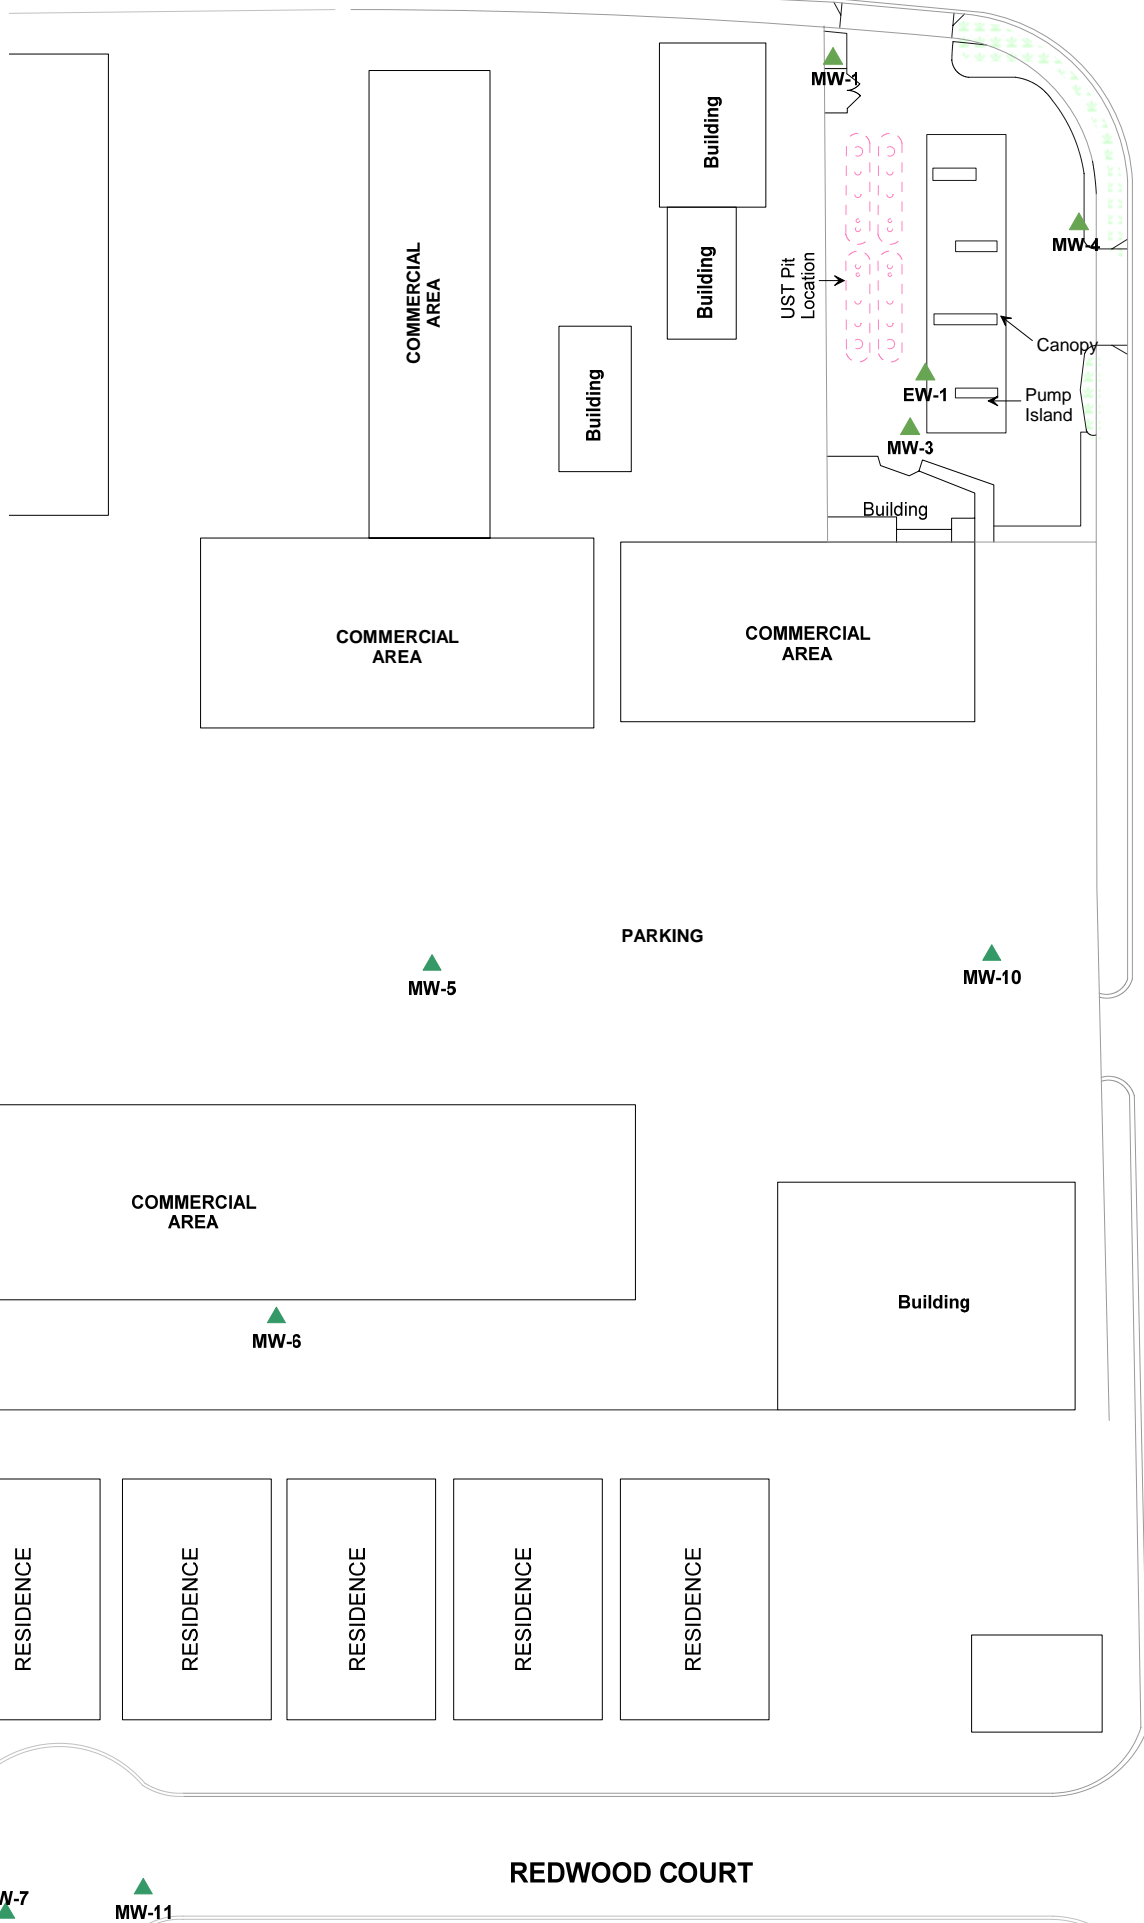 MW-1
Building
COMMERCIAL
AREA
Building
UST Pit
Location
MW-4
Canopy
Building
EW-1
Pump
Island
MW-3
Building
COMMERCIAL
AREA
COMMERCIAL
AREA
PARKING
MW-5
MW-10
COMMERCIAL
AREA
Building
MW-6
RESIDENCE
RESIDENCE
RESIDENCE
RESIDENCE
RESIDENCE
REDWOOD COURT
W-7
MW-11